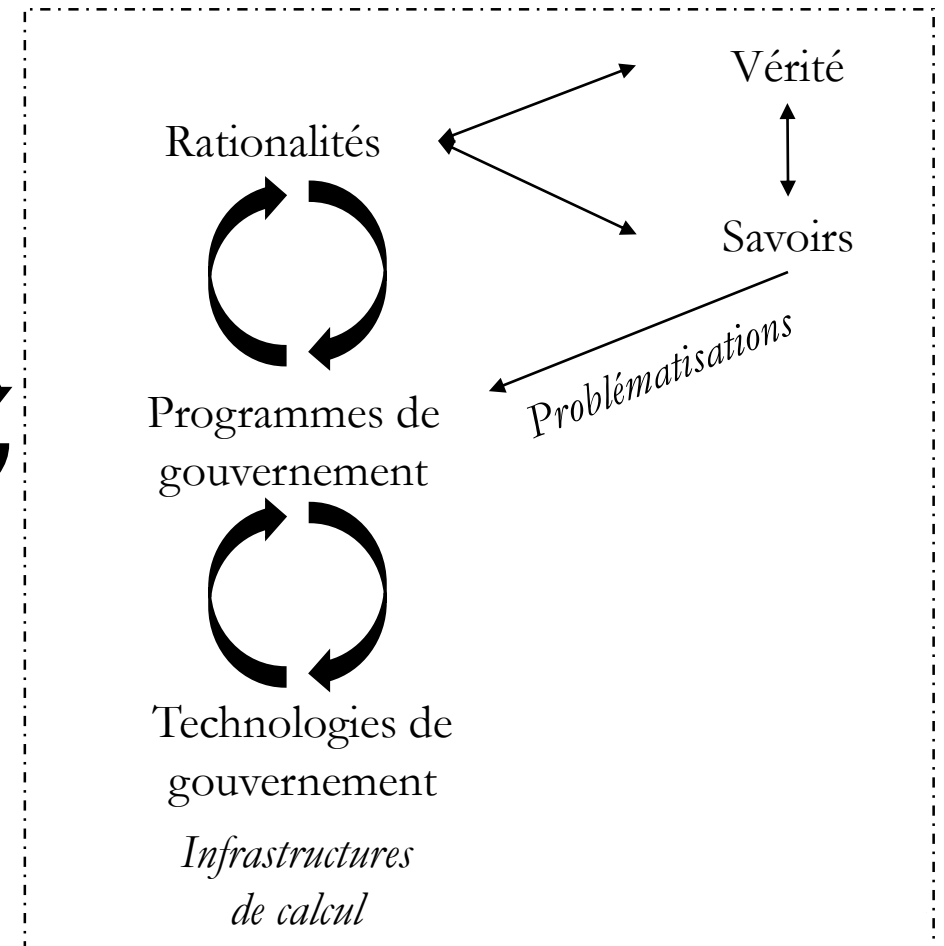 Vérité
Rationalités
Savoirs
Problématisations
Programmes de
gouvernement
Technologies de
gouvernement
Infrastructures
de calcul